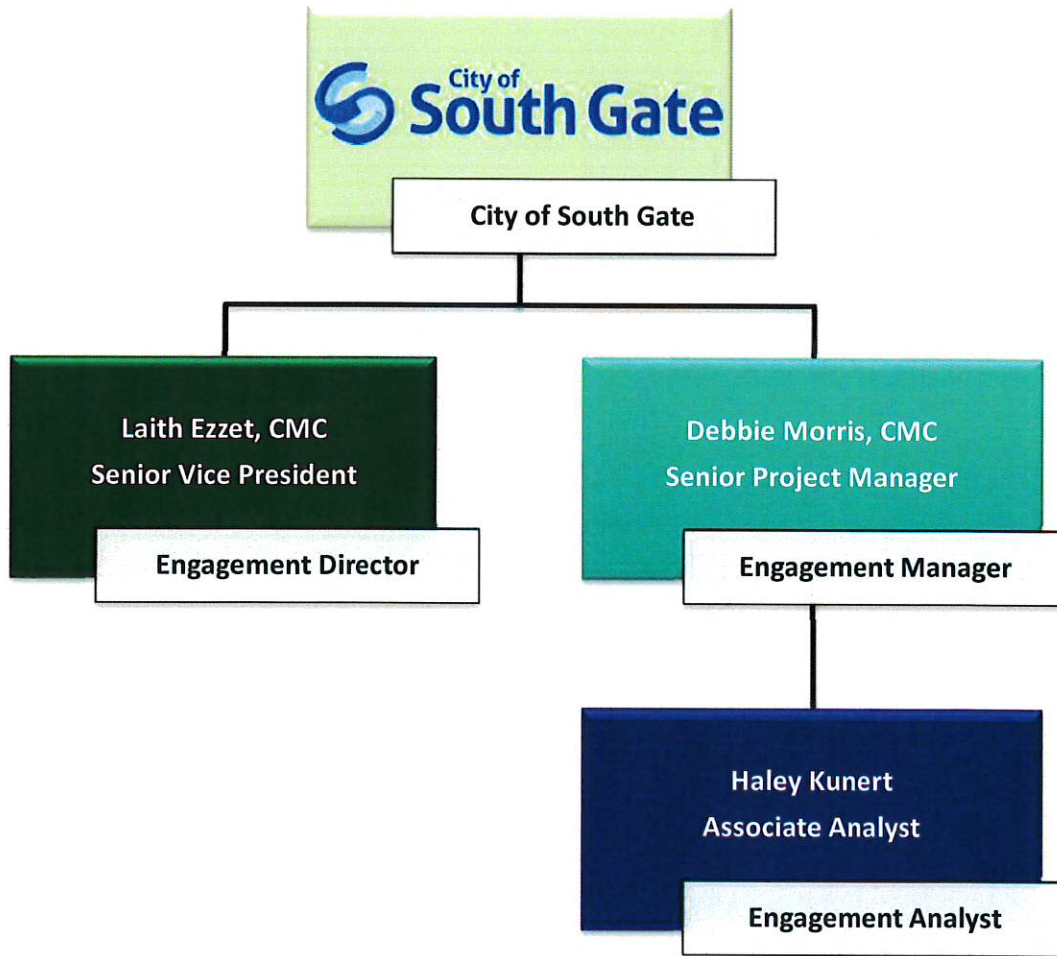 City of
South Gate
City of South Gate
Laith Ezzet, CMC
Senior Vice President
Engagement Director
Debbie Morris, CMC
Senior Project Manager
Engagement Manager
Haley Kunert
Associate Analyst
Engagement Analyst